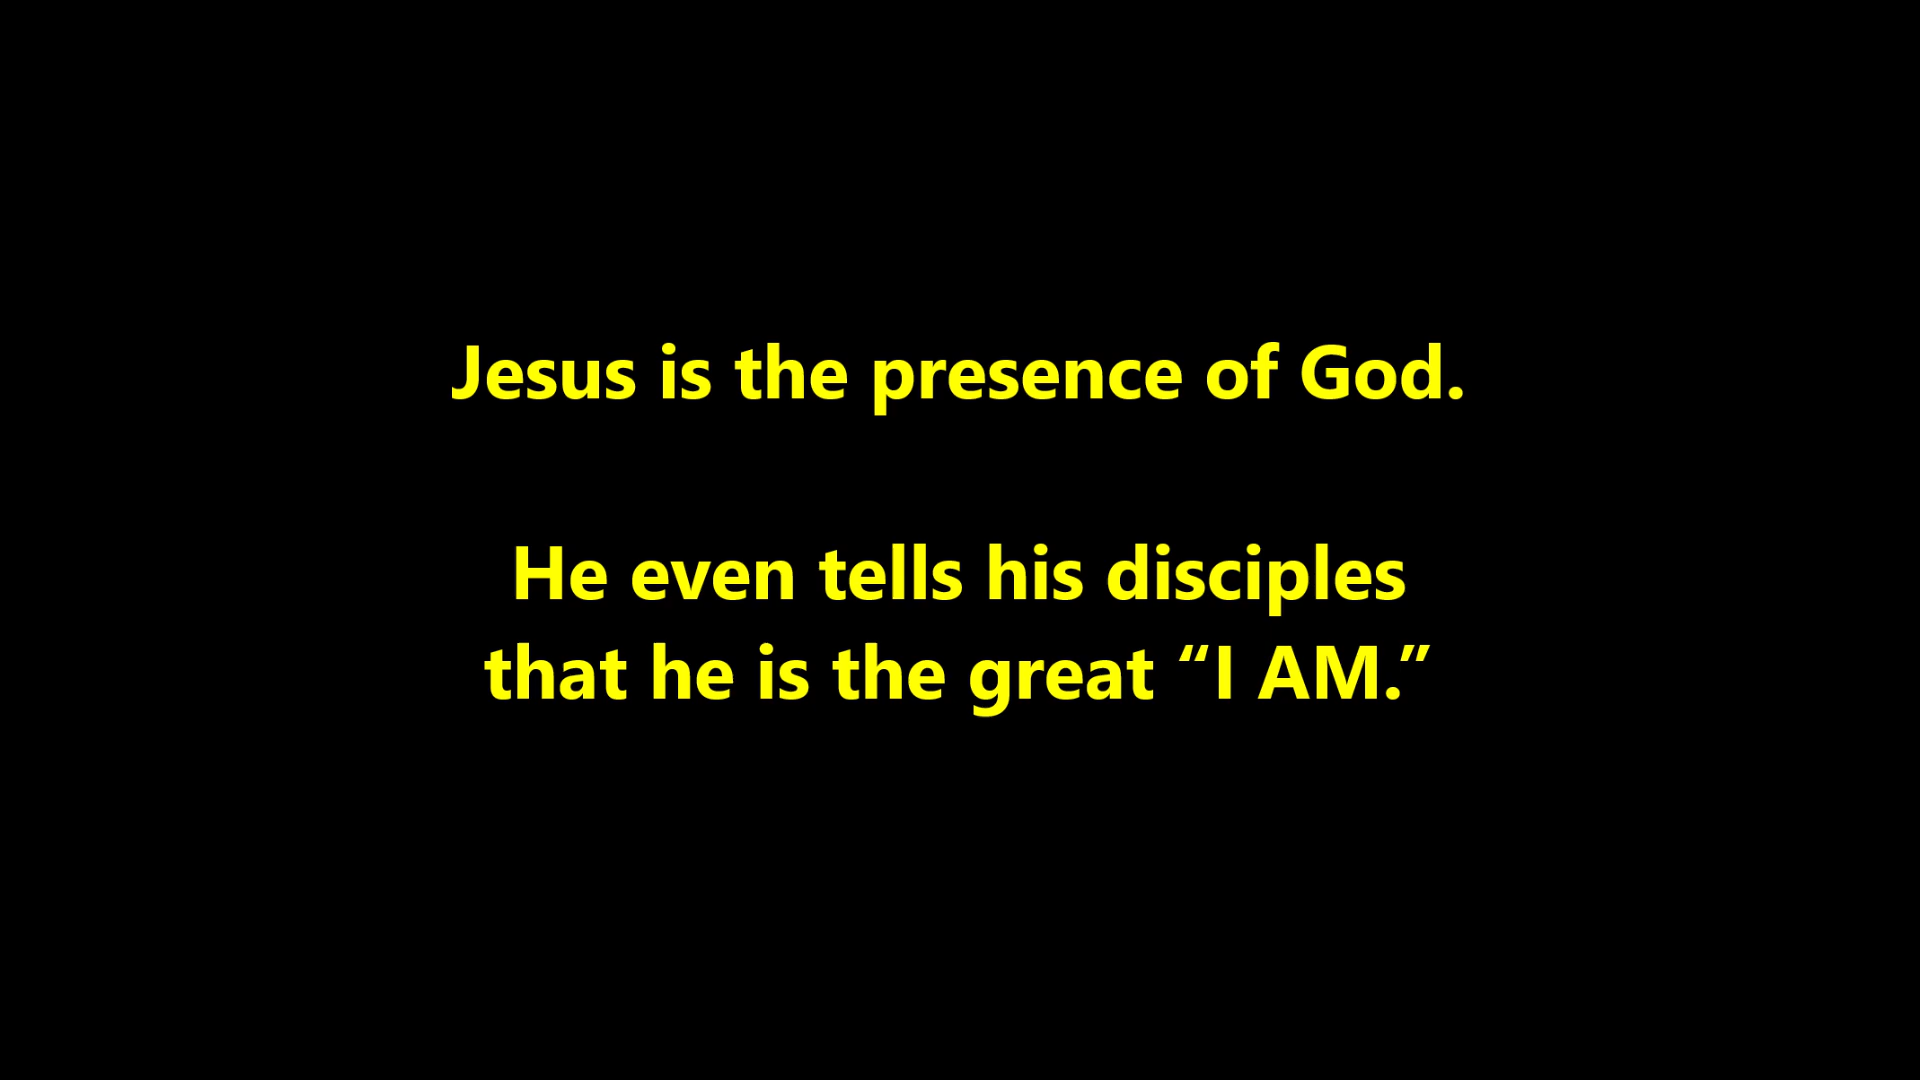 Jesus is the presence of God.
He even tells his disciples
that he is the great “I AM.”